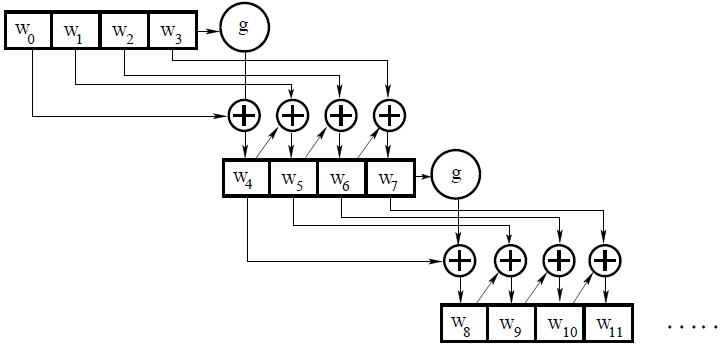 w0 w1 w2 w3 g
w4 w5 w6 w7 g
w8 w9 w10 w11 . . . . .